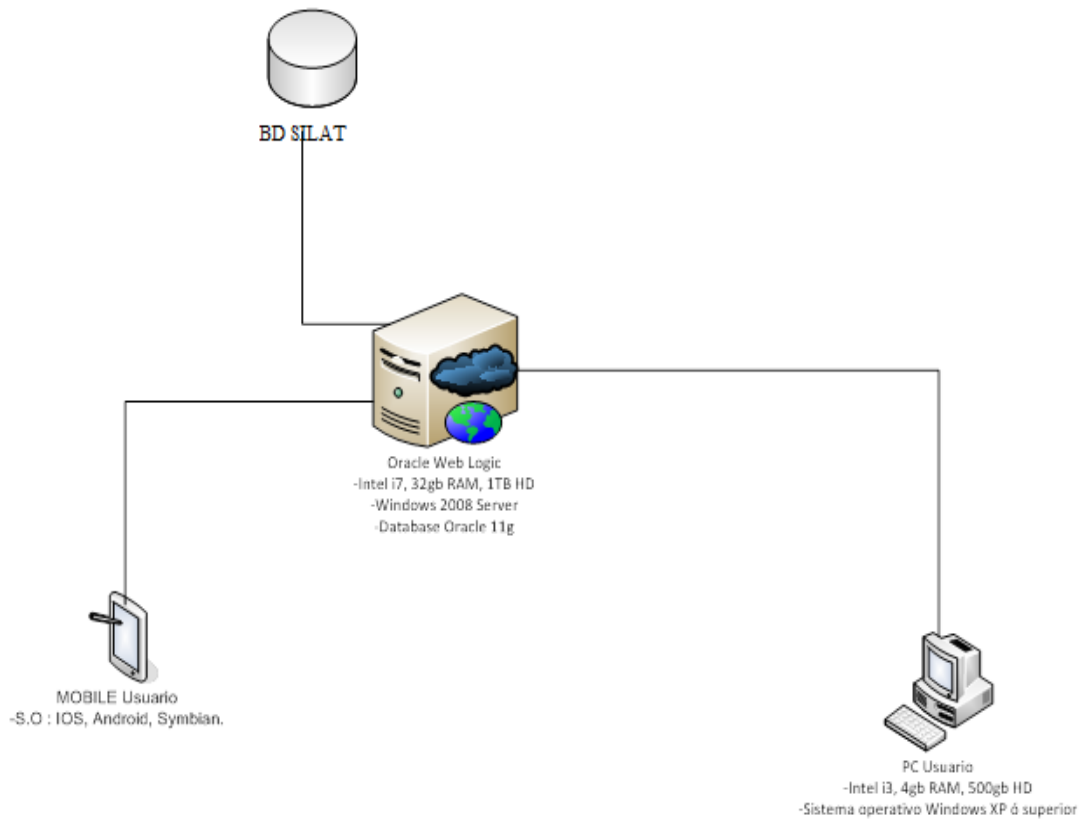 BD SILAT
Oracle Web Logic
-Intel i7, 32gb RAM, 1TB HD
-Windows 2008 Server
-Database Oracle 11g
MOBILE Usuario
-S.O : IOS, Android, Symbian.
PC Usuario
-Intel i3, 4gb RAM, 500gb HD
-Sistema operativo Windows XP ó superior